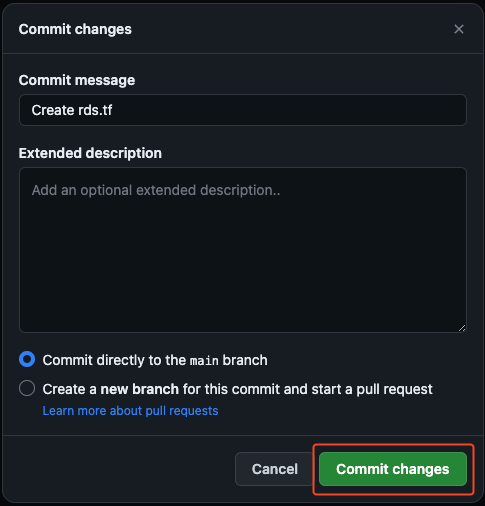 Commit changes
Commit message
Create rds.tf
Extended description
Add an optional extended description..
Commit directly to the main branch
Create a new branch for this commit and start a pull request
Learn more about pull requests
Cancel
Commit changes